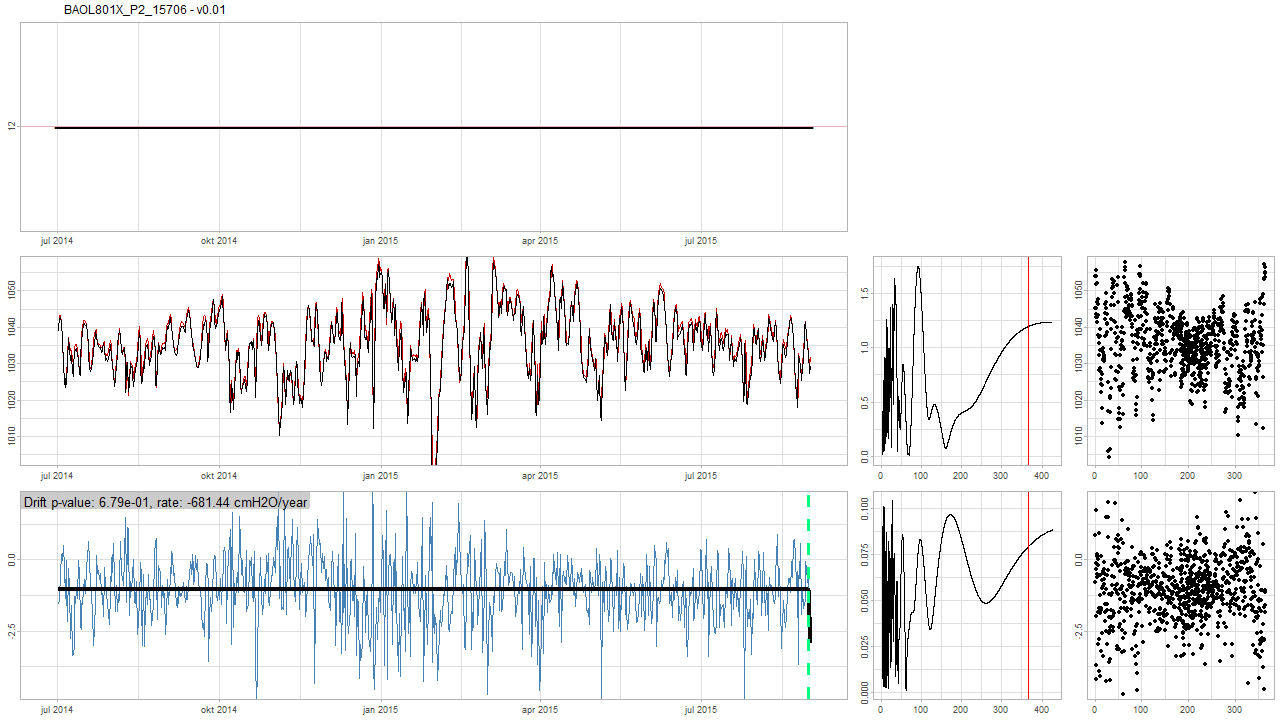 BAOL801X_P2_15706 - v0.01
12
jul 2014
okt 2014
jan 2015
apr 2015
jul 2015
1050
1040
1030
1020
1010
jul 2014
okt 2014
jan 2015
apr 2015
jul 2015
1.5
1.0
0.5
0.0
0
100
200
300
400
1050
1040
1030
1020
1010
0
100
200
300
Drift p-value: 6.79e-01, rate: -681.44 cmH2O/year
0.0
-2.5
jul 2014
okt 2014
jan 2015
apr 2015
jul 2015
0.100
0.075
0.050
0.025
0.000
0
100
200
300
400
0.0
-2.5
0
100
200
300